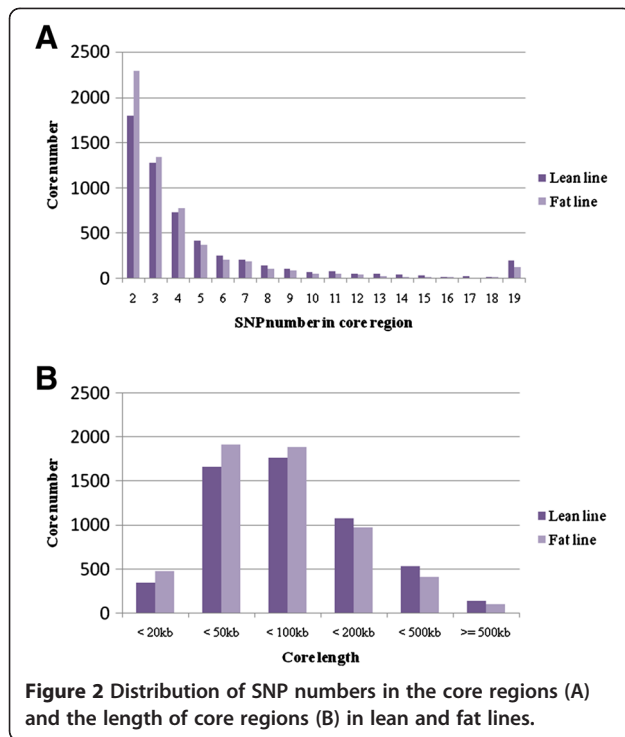 A
2500
2000
1500
1000
500
0
Core number
2 3 4 5 6 7 8 9 10 11 12 13 14 15 16 17 18 19
SNP number in core region
Lean line
Fat line
B
2500
2000
1500
1000
500
0
Core number
< 20kb < 50kb < 100kb < 200kb < 500kb >= 500kb
Core length
Lean line
Fat line
Figure 2 Distribution of SNP numbers in the core regions (A)
and the length of core regions (B) in lean and fat lines.